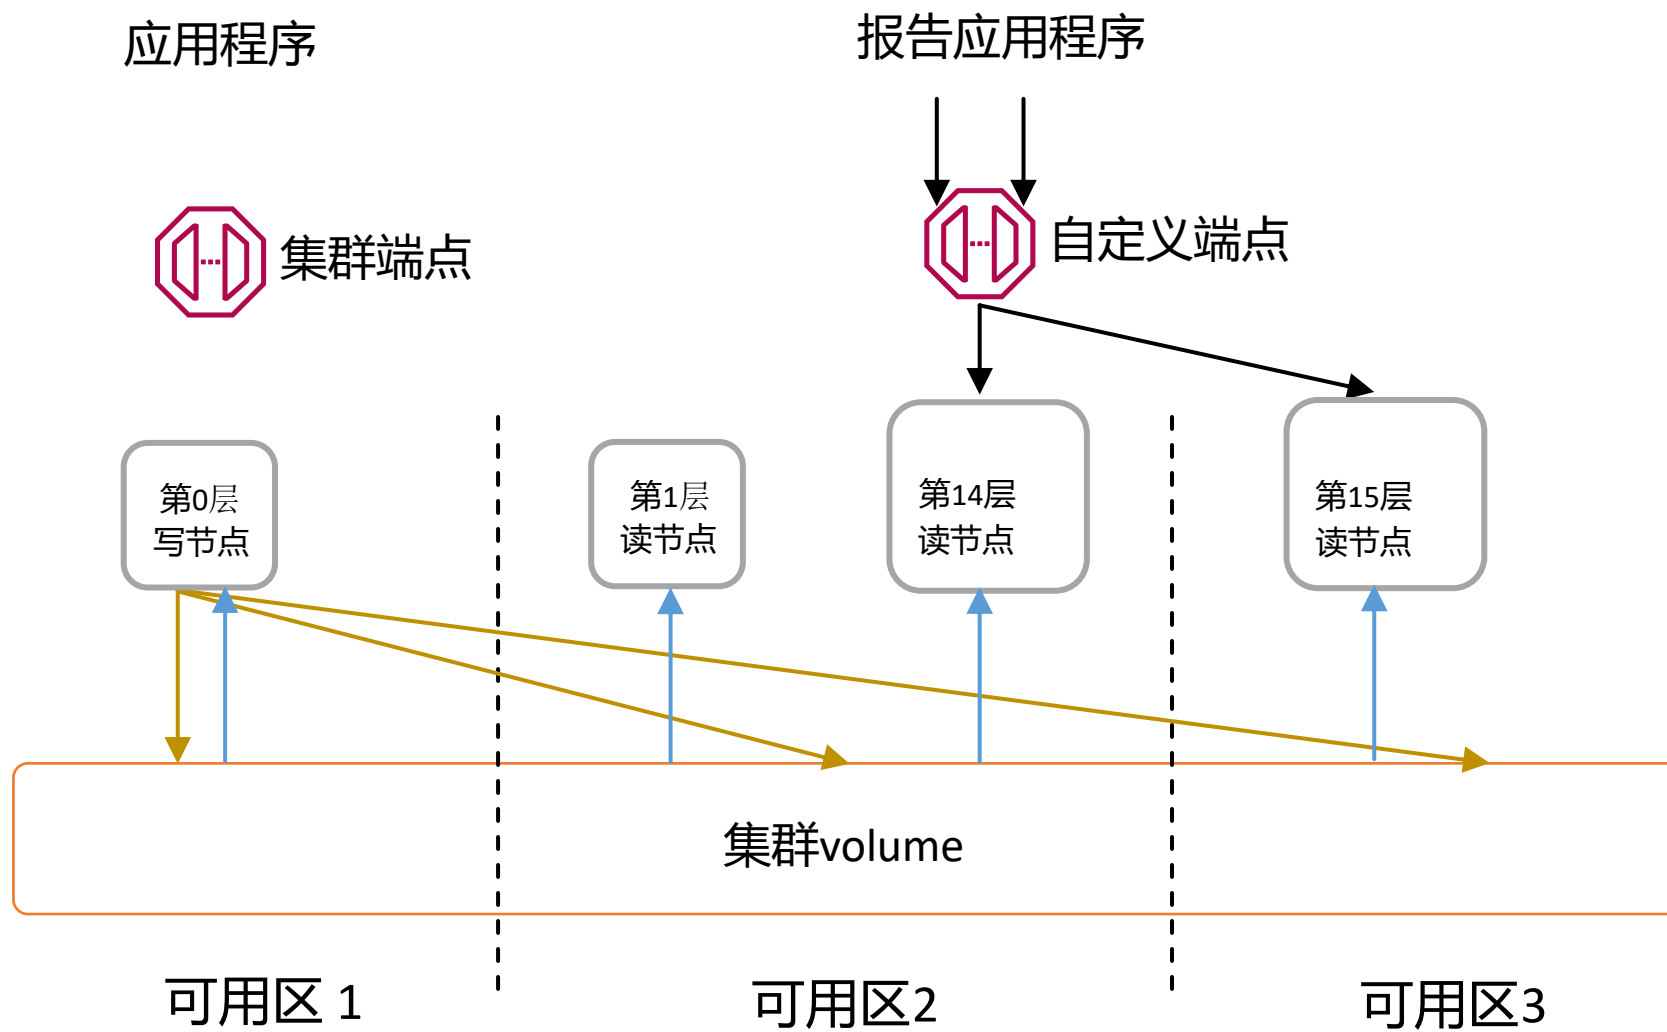 应用程序
报告应用程序
集群端点
自定义端点
第0层
写节点
第1层
读节点
第14层
读节点
第15层
读节点
集群volume
可用区 1
可用区2
可用区3